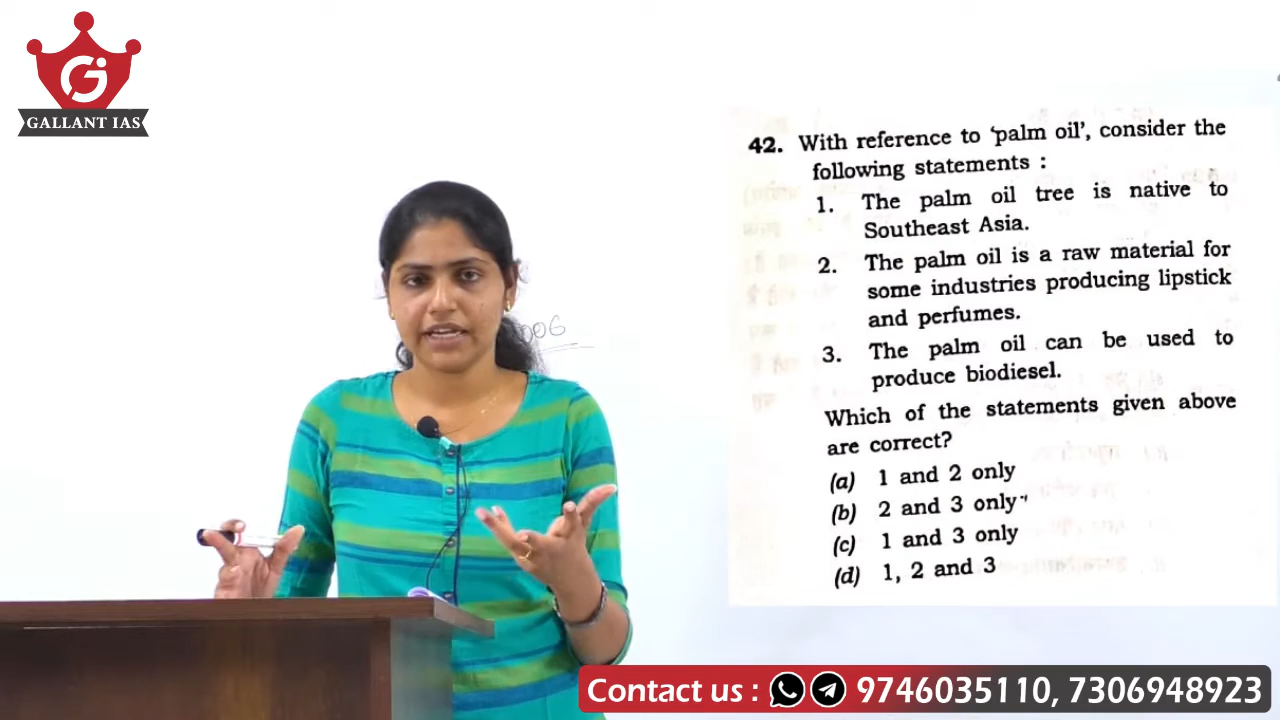 GALLANT IAS
42. With reference to ‘palm oil’, consider the
following statements :
1. The palm oil tree is native to
Southeast Asia.
2. The palm oil is a raw material for
some industries producing lipstick
and perfumes.
3. The palm oil can be used to
produce biodiesel.
Which of the statements given above
are correct?
(a) 1 and 2 only
(b) 2 and 3 only
(c) 1 and 3 only
(d) 1, 2 and 3
Contact us : 9746035110, 7306948923